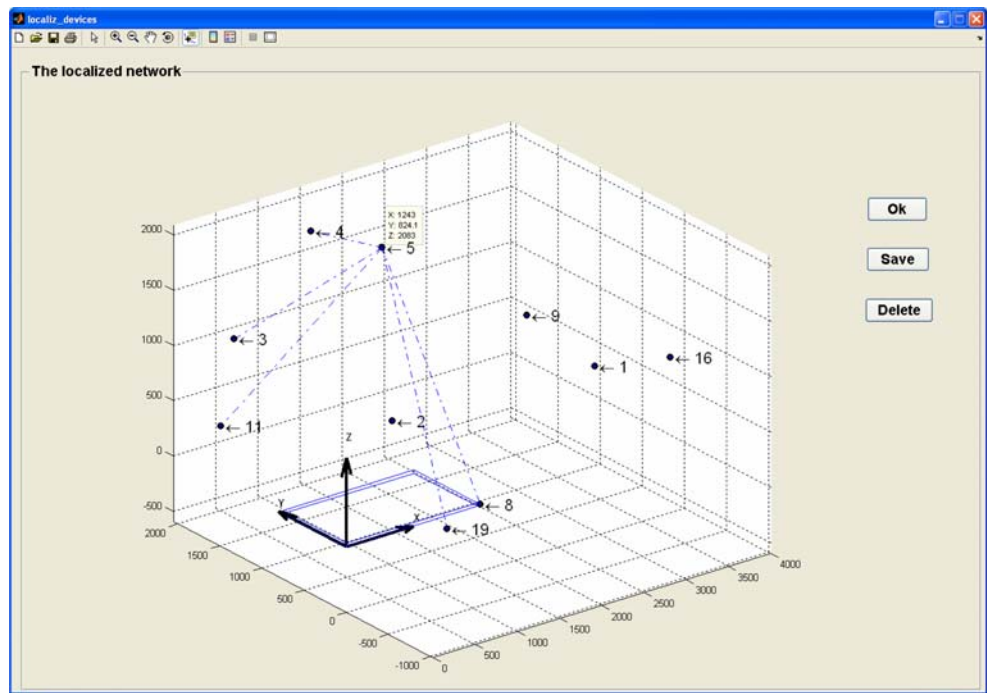 localiz_devices
The localized network
X: 1243
Y: 824.1
Z: 2083
← 4
← 5
← 3
← 9
← 1
← 16
← 11
← 2
← 8
← 19
Z
Y
X
2000
1500
1000
500
0
-500
2000
1500
1000
500
0
-500
-1000
0
500
1000
1500
2000
2500
3000
3500
4000
Ok
Save
Delete